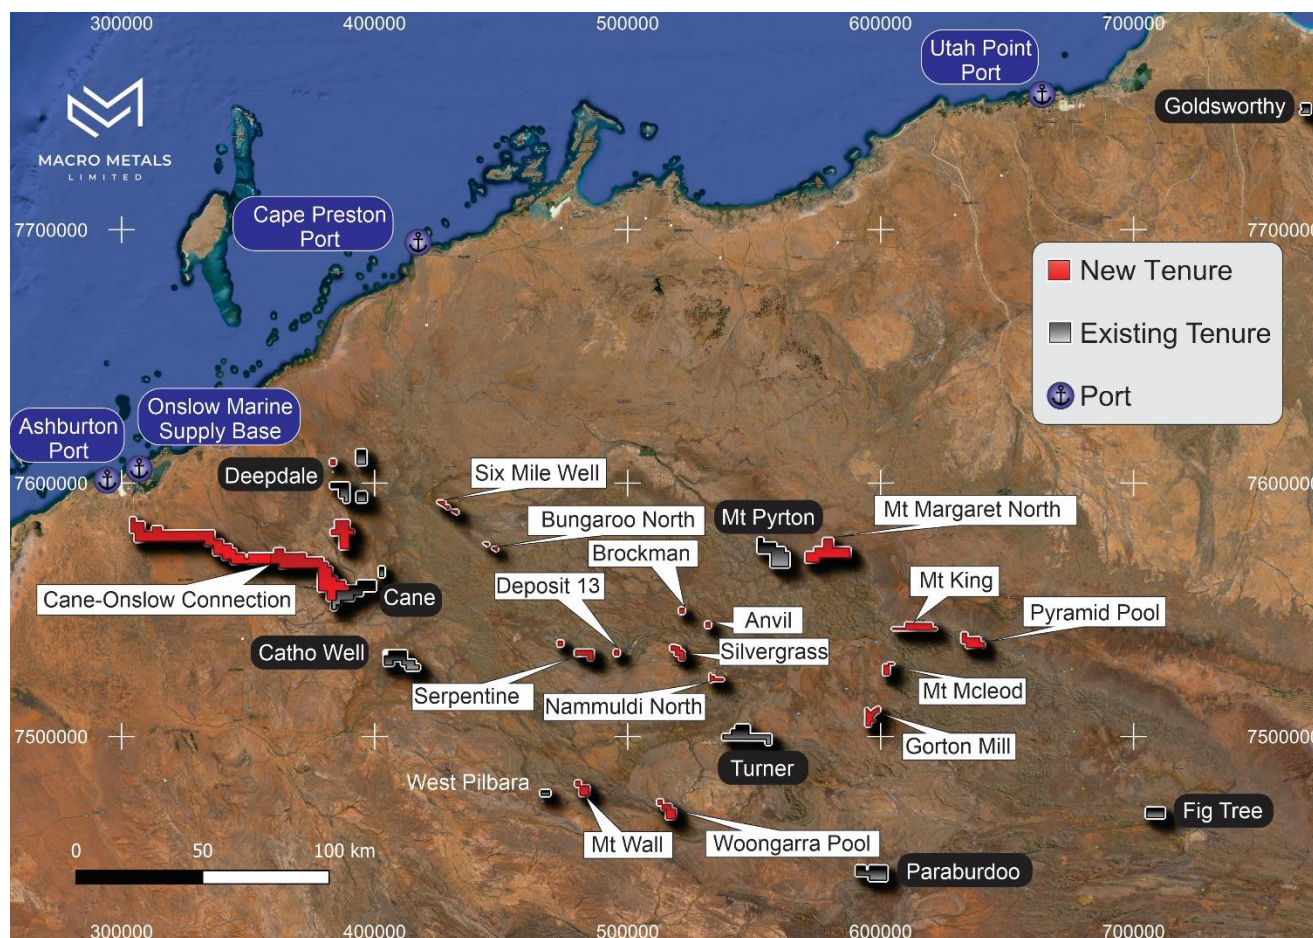 300000
400000
500000
600000
700000
Utah Point
Port
Goldsworthy
MACRO METALS
LIMITED
Cape Preston
Port
7700000
7700000
New Tenure
Existing Tenure
Port
Onslow Marine
Supply Base
Ashburton
Port
Deepdale
7600000
7600000
Six Mile Well
Bungaroo North
Mt Pyrton
Mt Margaret North
Brockman
Deposit 13
Cane-Onslow Connection
Cane
Mt King
Pyramid Pool
Anvil
Catho Well
Silvergrass
Serpentine
Nammuldi North
Mt Mcleod
7500000
7500000
Gorton Mill
Turner
West Pilbara
Fig Tree
Mt Wall
Woongarra Pool
0
50
100 km
Paraburdoo
300000
400000
500000
600000
700000